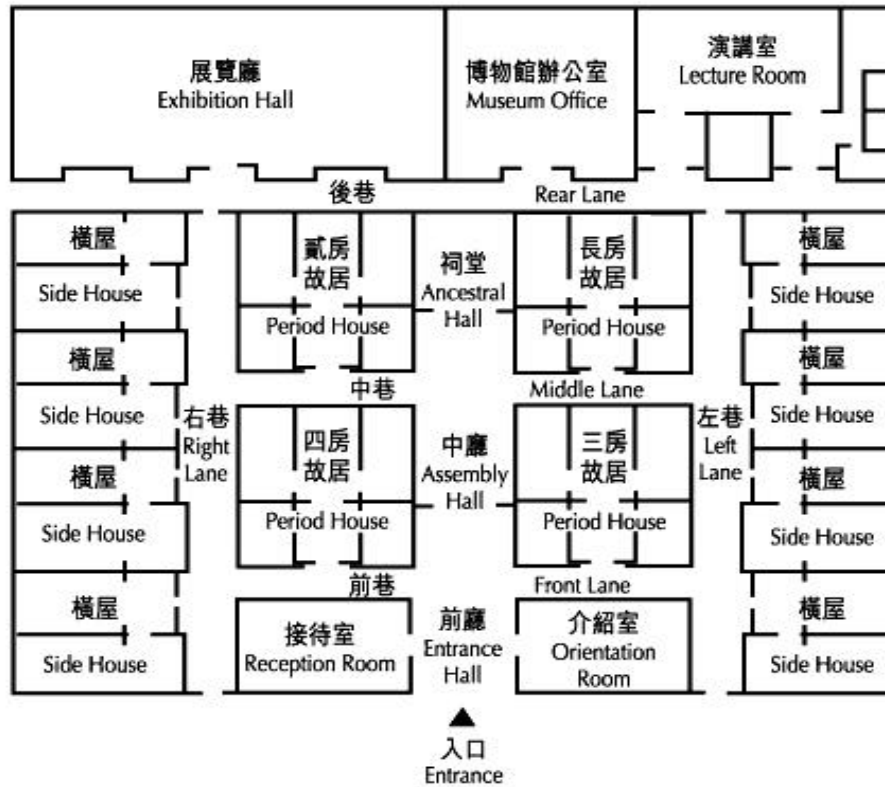 展覽廳
Exhibition Hall
博物館辦公室
Museum Office
演講室
Lecture Room
後巷
Rear Lane
橫屋
Side House
貳房
故居
Period House
祠堂
Ancestral
Hall
長房
故居
Period House
橫屋
Side House
橫屋
Side House
中巷
Middle Lane
橫屋
Side House
右巷
Right
Lane
四房
故居
Period House
中廳
Assembly
Hall
三房
故居
Period House
左巷
Left
Lane
橫屋
Side House
橫屋
Side House
前巷
Front Lane
橫屋
Side House
接待室
Reception Room
前廳
Entrance
Hall
介紹室
Orientation
Room
橫屋
Side House
入口
Entrance